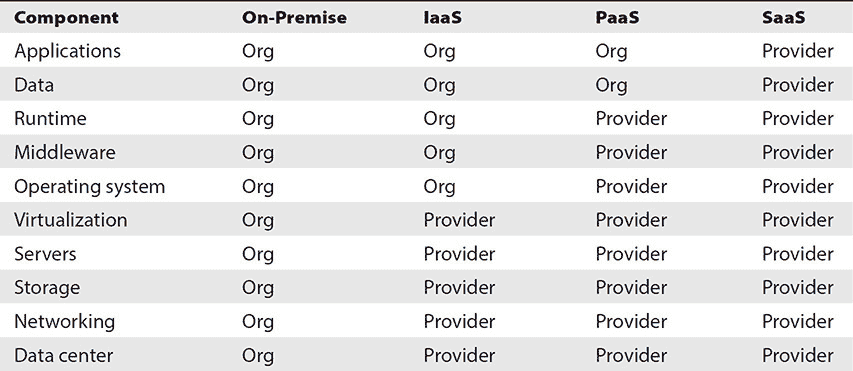 Component On-Premise IaaS PaaS SaaS
Applications Org Org Org Provider
Data Org Org Org Provider
Runtime Org Org Provider Provider
Middleware Org Org Provider Provider
Operating system Org Org Provider Provider
Virtualization Org Provider Provider Provider
Servers Org Provider Provider Provider
Storage Org Provider Provider Provider
Networking Org Provider Provider Provider
Data center Org Provider Provider Provider